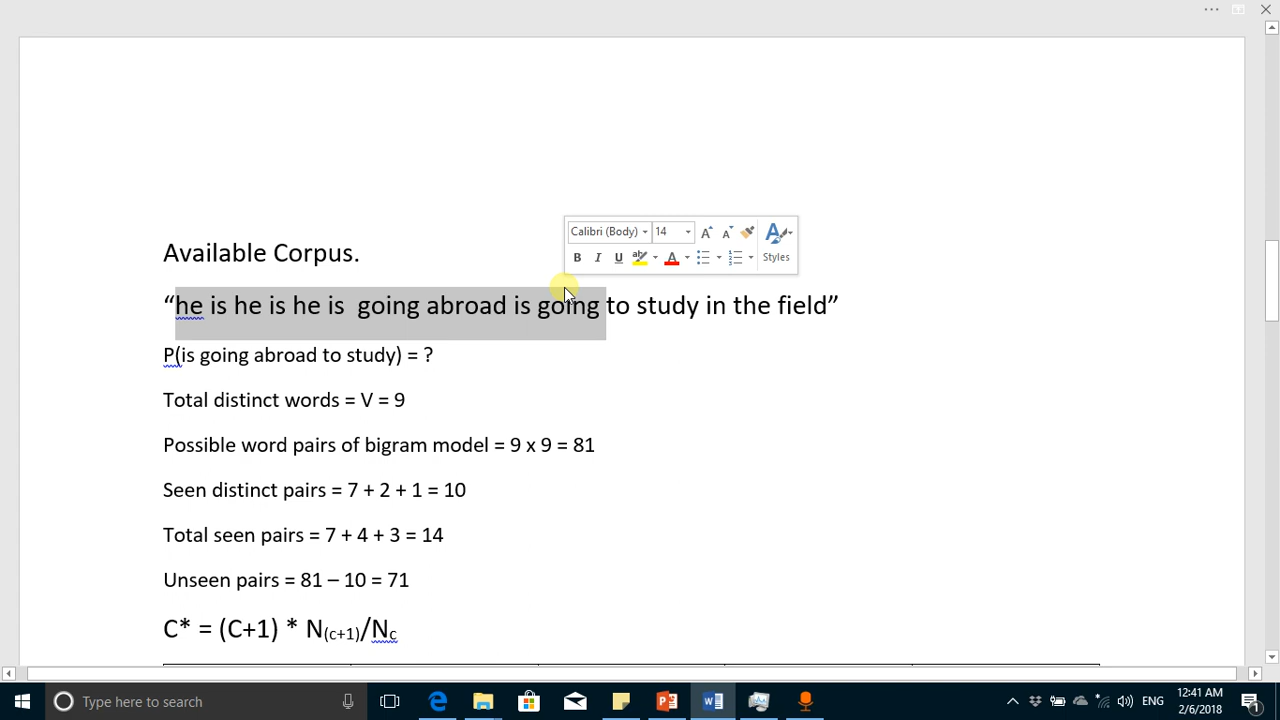 Calibri (Body) 14 A A
B I U ab A Styles
Available Corpus.
“he is he is he is  going abroad is going to study in the field”
P(is going abroad to study) = ?
Total distinct words = V = 9
Possible word pairs of bigram model = 9 x 9 = 81
Seen distinct pairs = 7 + 2 + 1 = 10
Total seen pairs = 7 + 4 + 3 = 14
Unseen pairs = 81 – 10 = 71
C* = (C+1) * N(c+1)/Nc
Type here to search
ENG
12:41 AM
2/6/2018